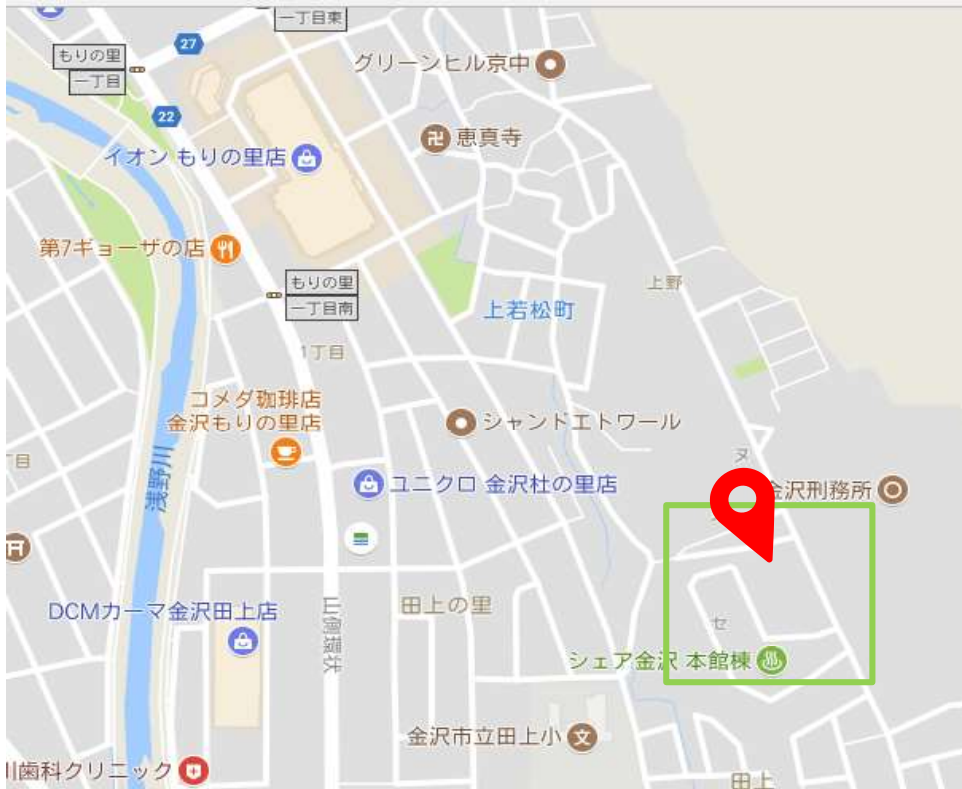 一丁目東
27
もりの里
一丁目
グリーンヒル京中
22
恵真寺
イオン もりの里店
第7ギョーザの店
もりの里
一丁目南
上野
上若松町
1丁目
コメダ珈琲店
金沢もりの里店
シャンドエトワール
丁目
ヌ
浅野川
ユニクロ 金沢杜の里店
金沢刑務所
田上の里
DCMカーマ金沢田上店
山側環状
セ
シェア金沢 本館棟
金沢市立田上小
文
川歯科クリニック
田上